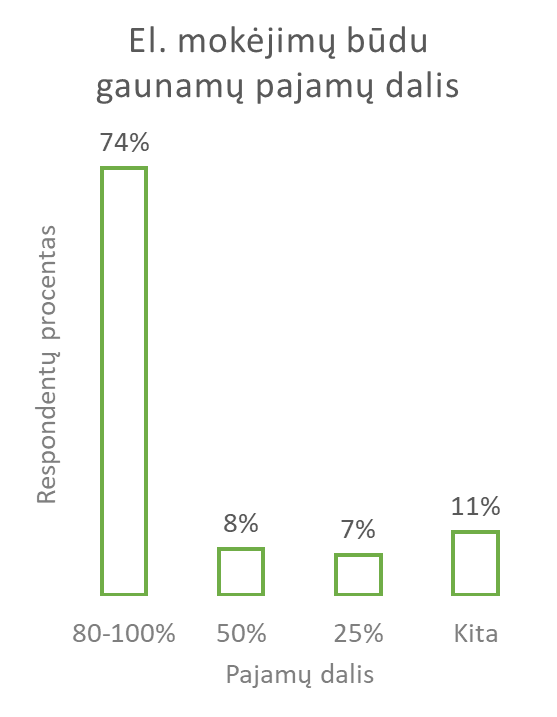 El. mokėjimų būdu
gaunamų pajamų dalis
74%
8%
7%
11%
Respondentų procentas
80-100%
50%
25%
Kita
Pajamų dalis